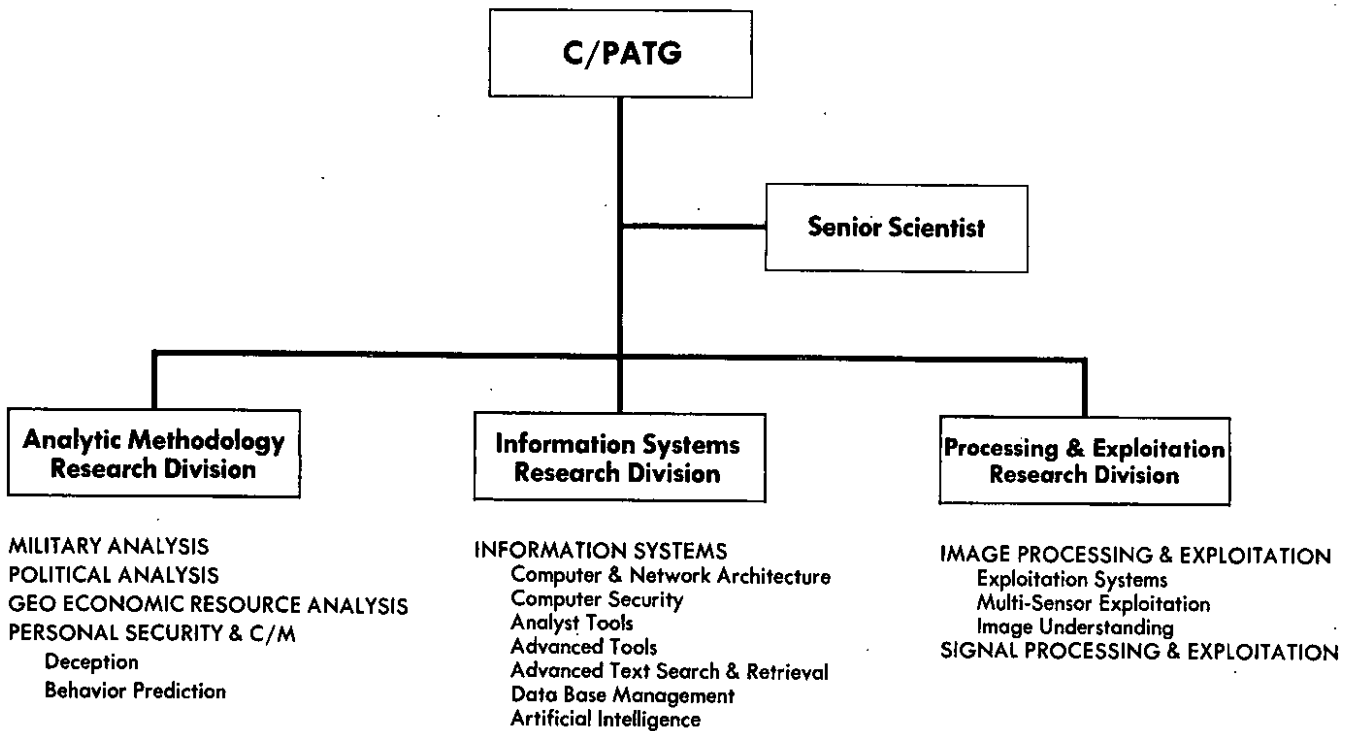 C/PATG
Senior Scientist
Analytic Methodology
Research Division
MILITARY ANALYSIS
POLITICAL ANALYSIS
GEO ECONOMIC RESOURCE ANALYSIS
PERSONAL SECURITY & C/M
Deception
Behavior Prediction
Information Systems
Research Division
INFORMATION SYSTEMS
Computer & Network Architecture
Computer Security
Analyst Tools
Advanced Tools
Advanced Text Search & Retrieval
Data Base Management
Artificial Intelligence
Processing & Exploitation
Research Division
IMAGE PROCESSING & EXPLOITATION
Exploitation Systems
Multi-Sensor Exploitation
Image Understanding
SIGNAL PROCESSING & EXPLOITATION